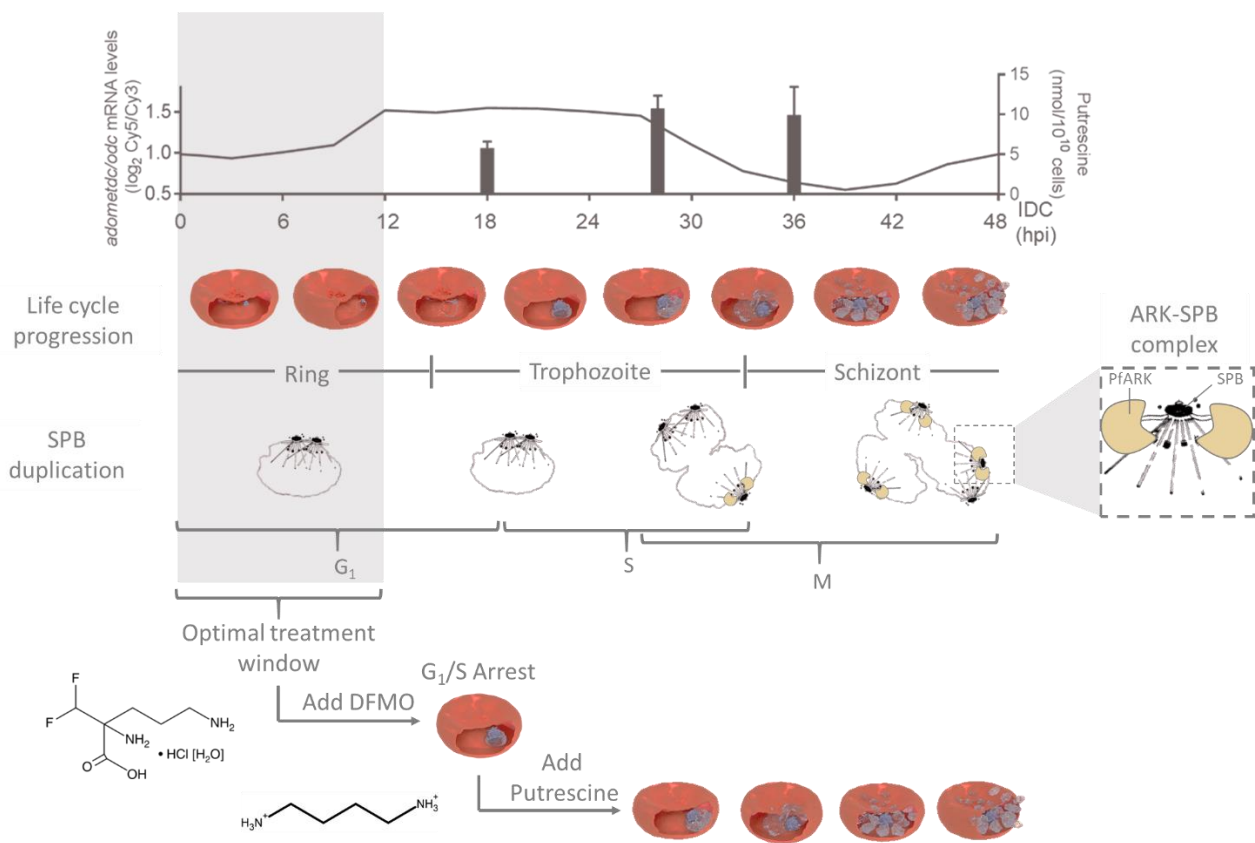 adometdc/odc mRNA levels
(log2 Cy5/Cy3)
1.5
1.0
0.5
15
10
5
0
Putrescine
(nmol/10^10 cells)
0 6 12 18 24 30 36 42 48
IDC
(hpi)
Life cycle
progression
Ring
Trophozoite
Schizont
ARK-SPB
complex
PfARK
SPB
SPB
duplication
G1
S
M
Optimal treatment
window
G1/S Arrest
Add DFMO
F
F
NH2
NH2
• HCl [H2O]
O
OH
Add
Putrescine
H3N+
NH3+